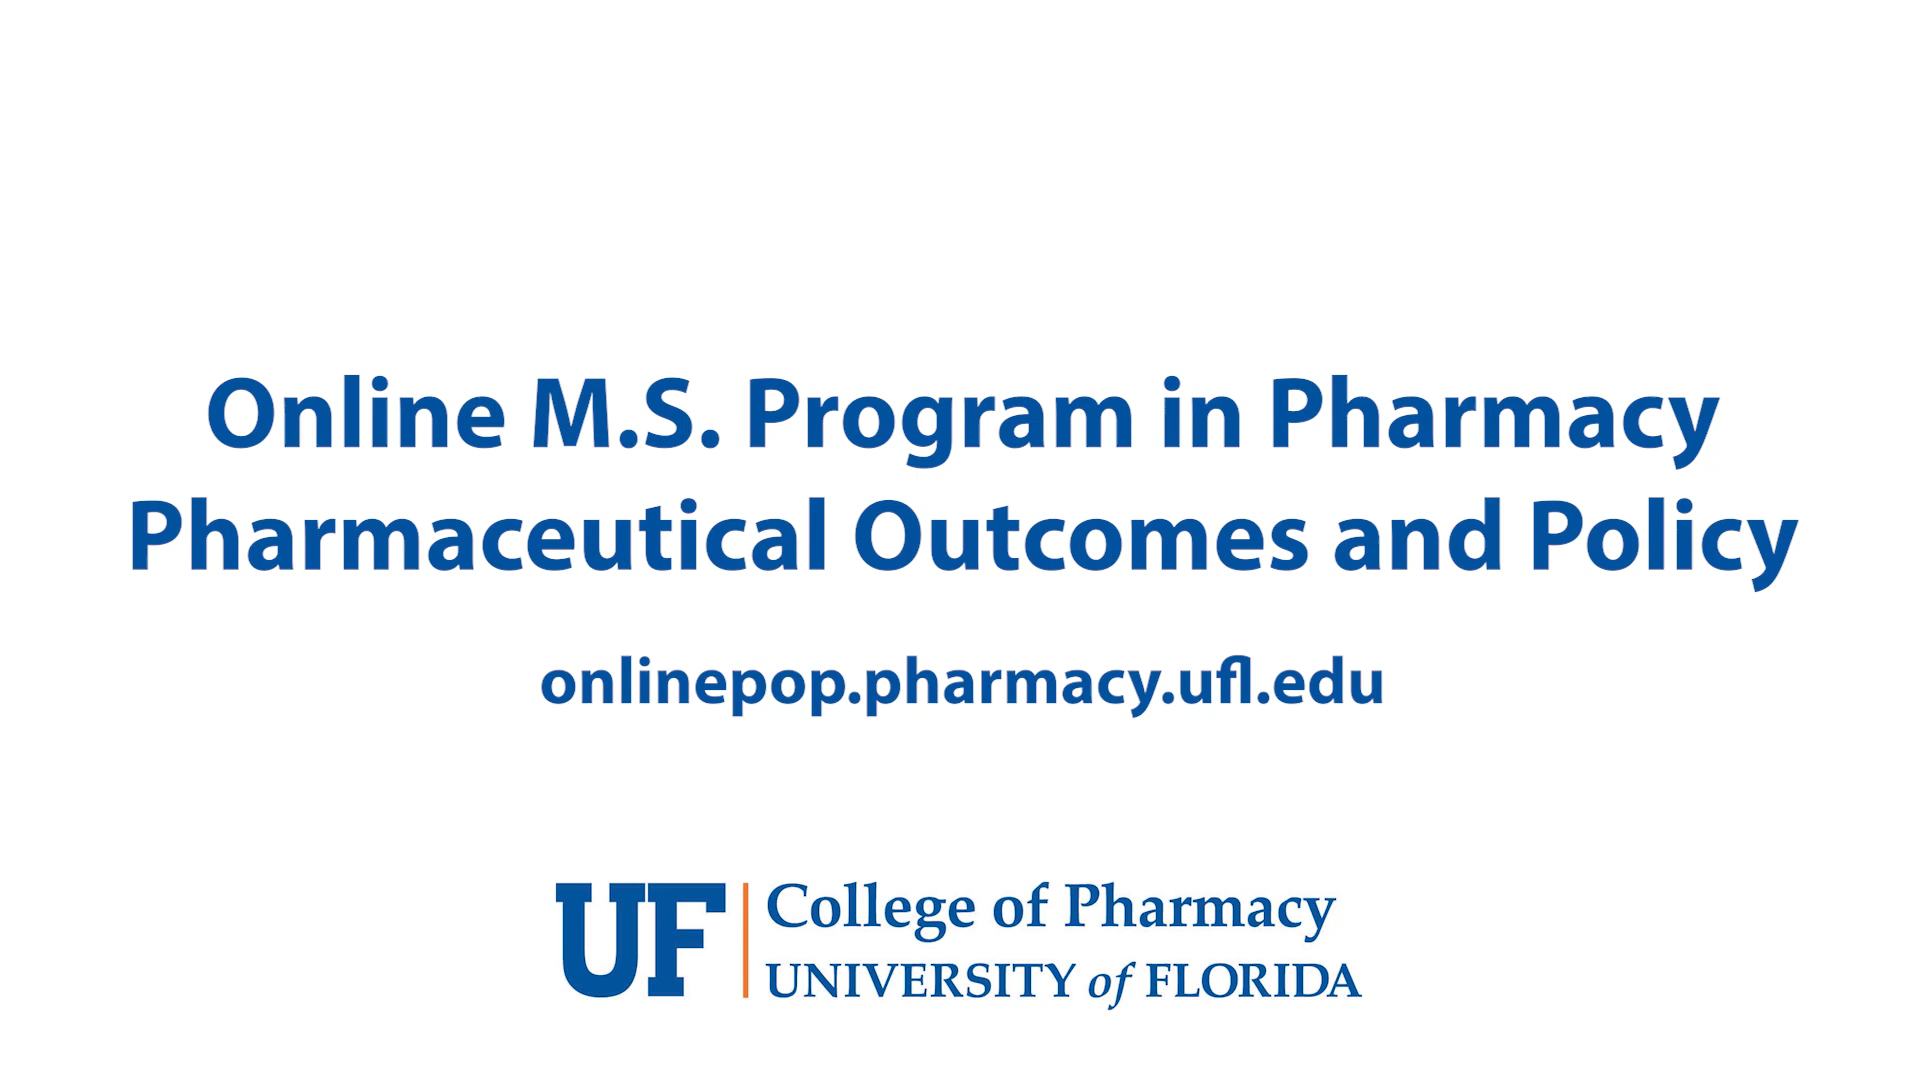 Online M.S. Program in Pharmacy
Pharmaceutical Outcomes and Policy
onlinepop.pharmacy.ufl.edu
UF College of Pharmacy
UNIVERSITY of FLORIDA